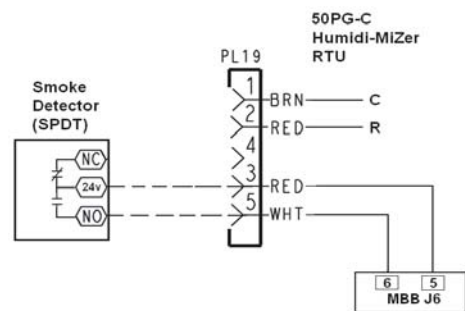 50PG-C
Humidi-MiZer
RTU
PL19
Smoke
Detector
(SPDT)
1
BRN
C
2
RED
R
4
NC
24v
3
RED
NO
5
WHT
6
5
MBB J6